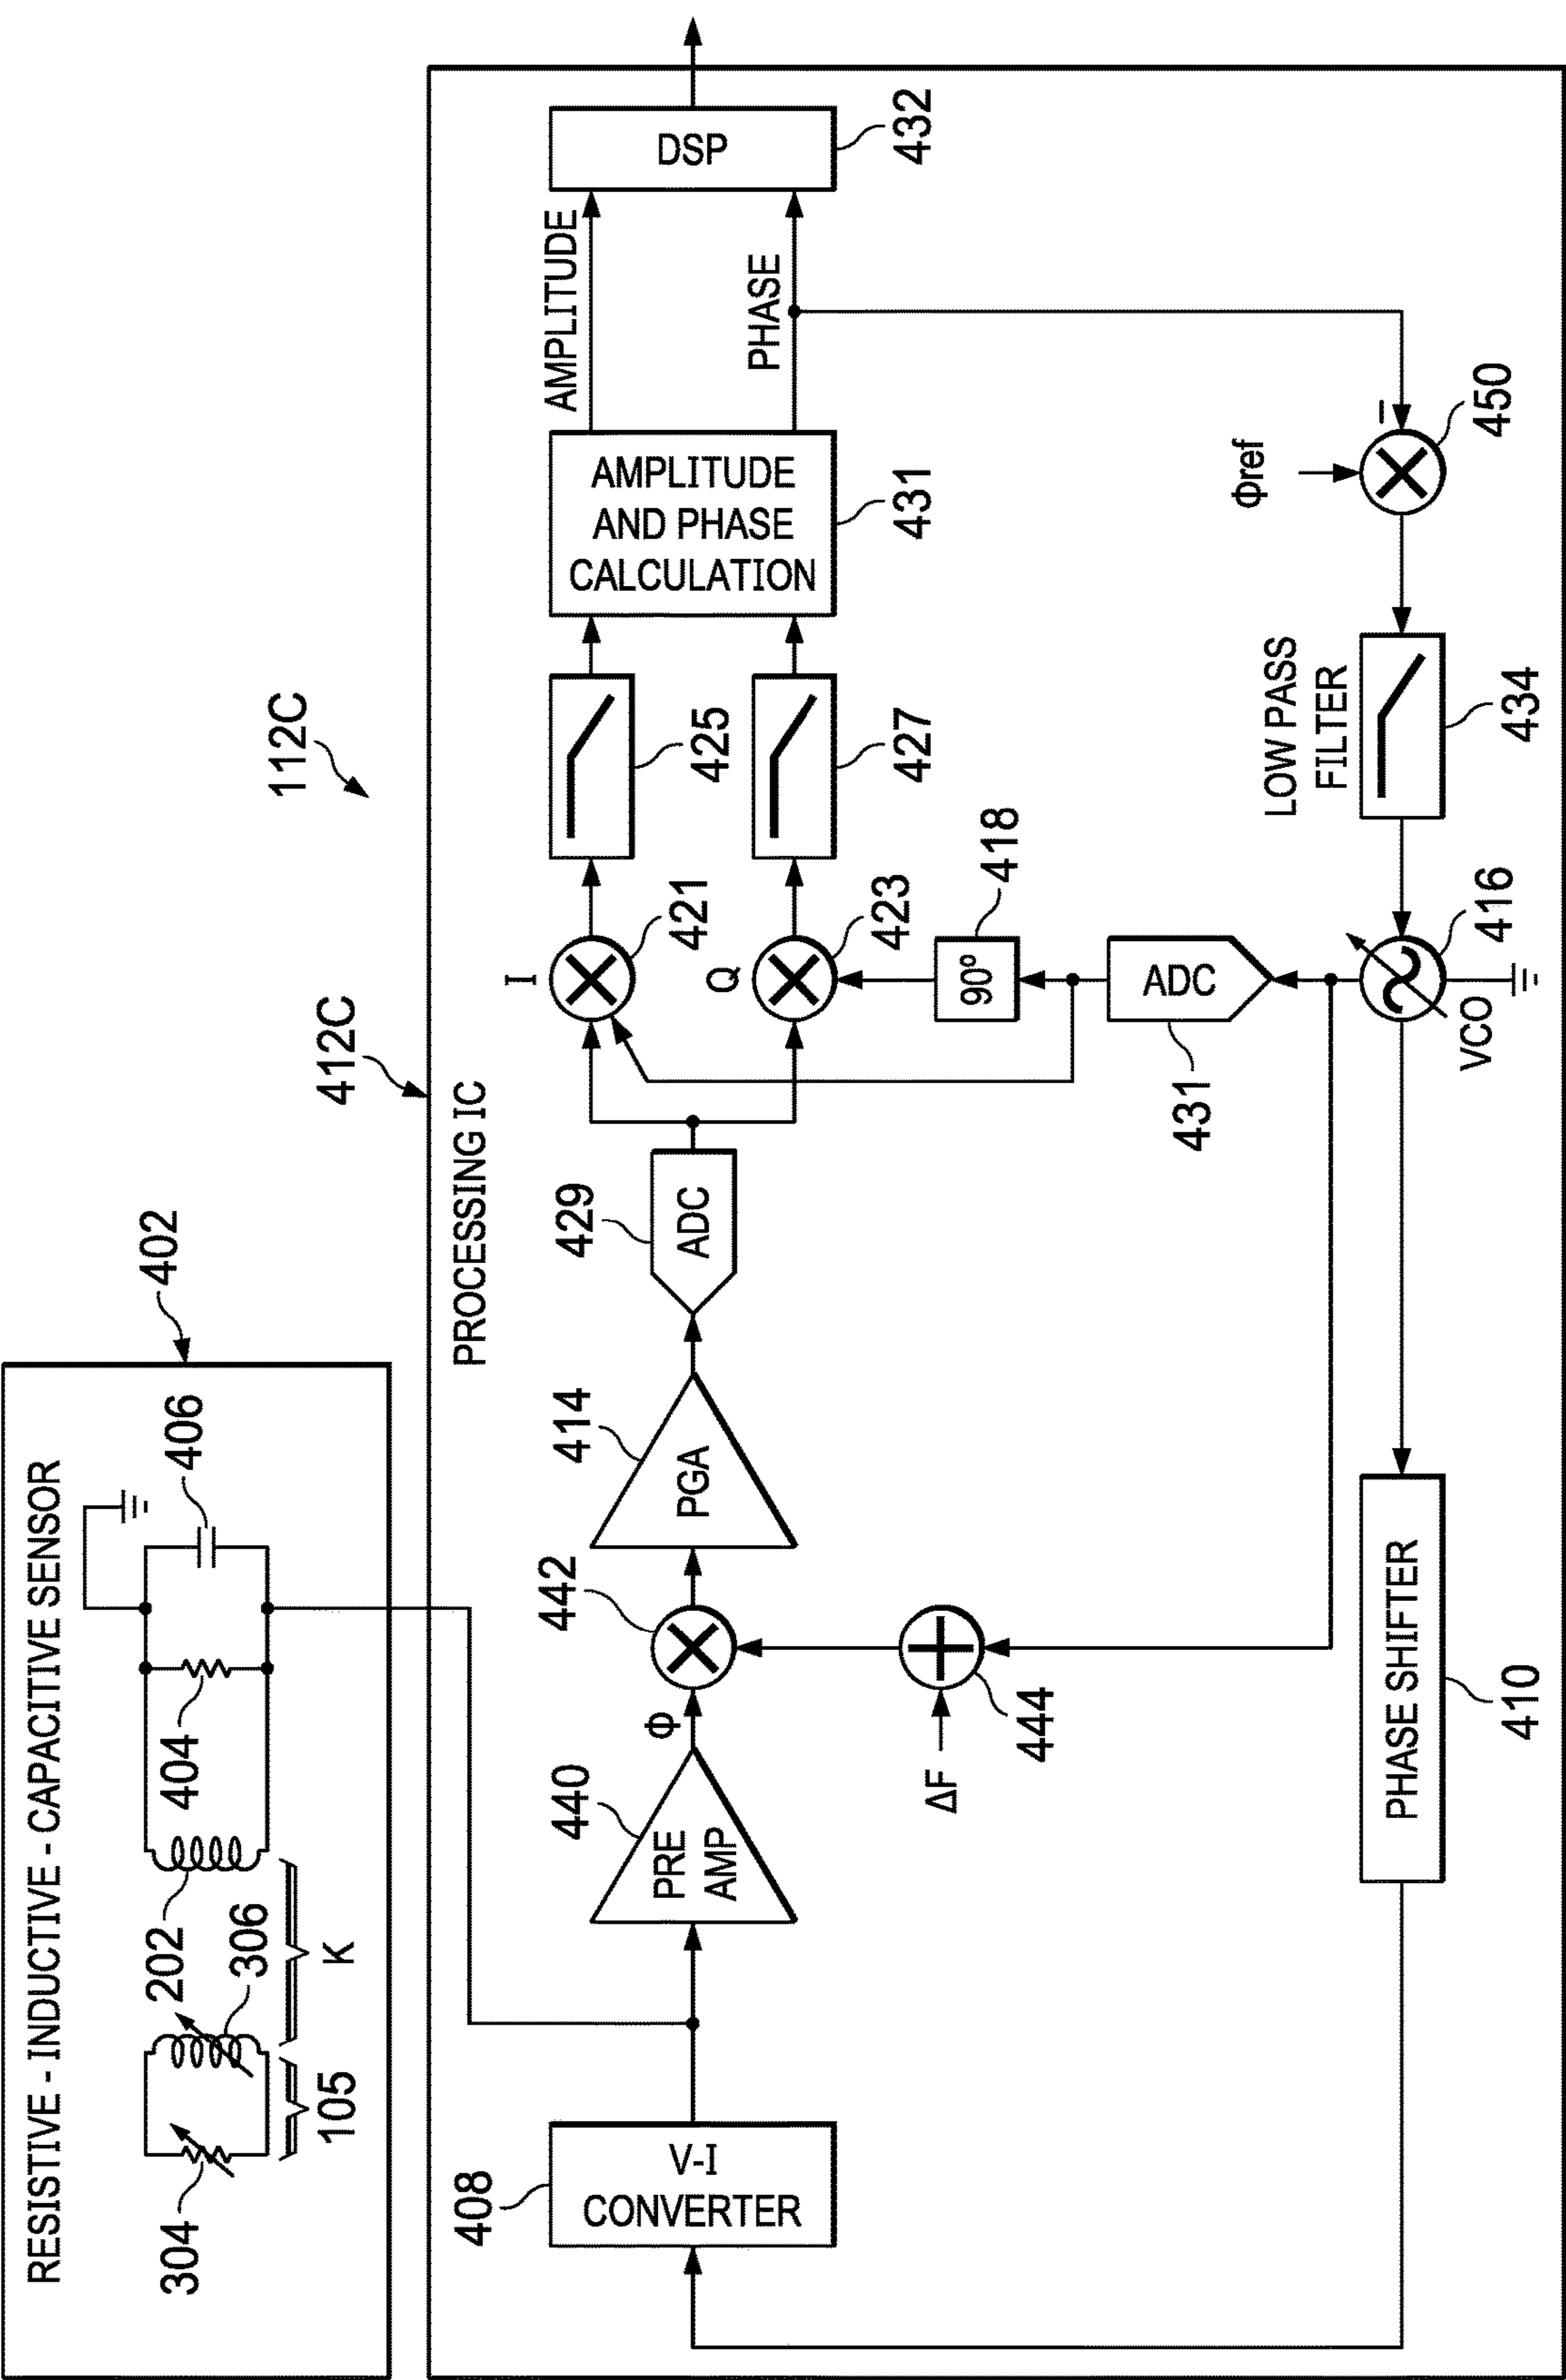 112C
RESISTIVE - INDUCTIVE - CAPACITIVE SENSOR
402
304
105
306
K
202
404
406
412C
PROCESSING IC
408
V-I
CONVERTER
440
PRE
AMP
Φ
442
414
PGA
429
ADC
I
421
Q
423
425
427
AMPLITUDE
AND PHASE
CALCULATION
431
AMPLITUDE
PHASE
DSP
432
ΔF
444
418
90°
ADC
431
410
PHASE SHIFTER
VCO
416
LOW PASS
FILTER
434
Φref
–
450